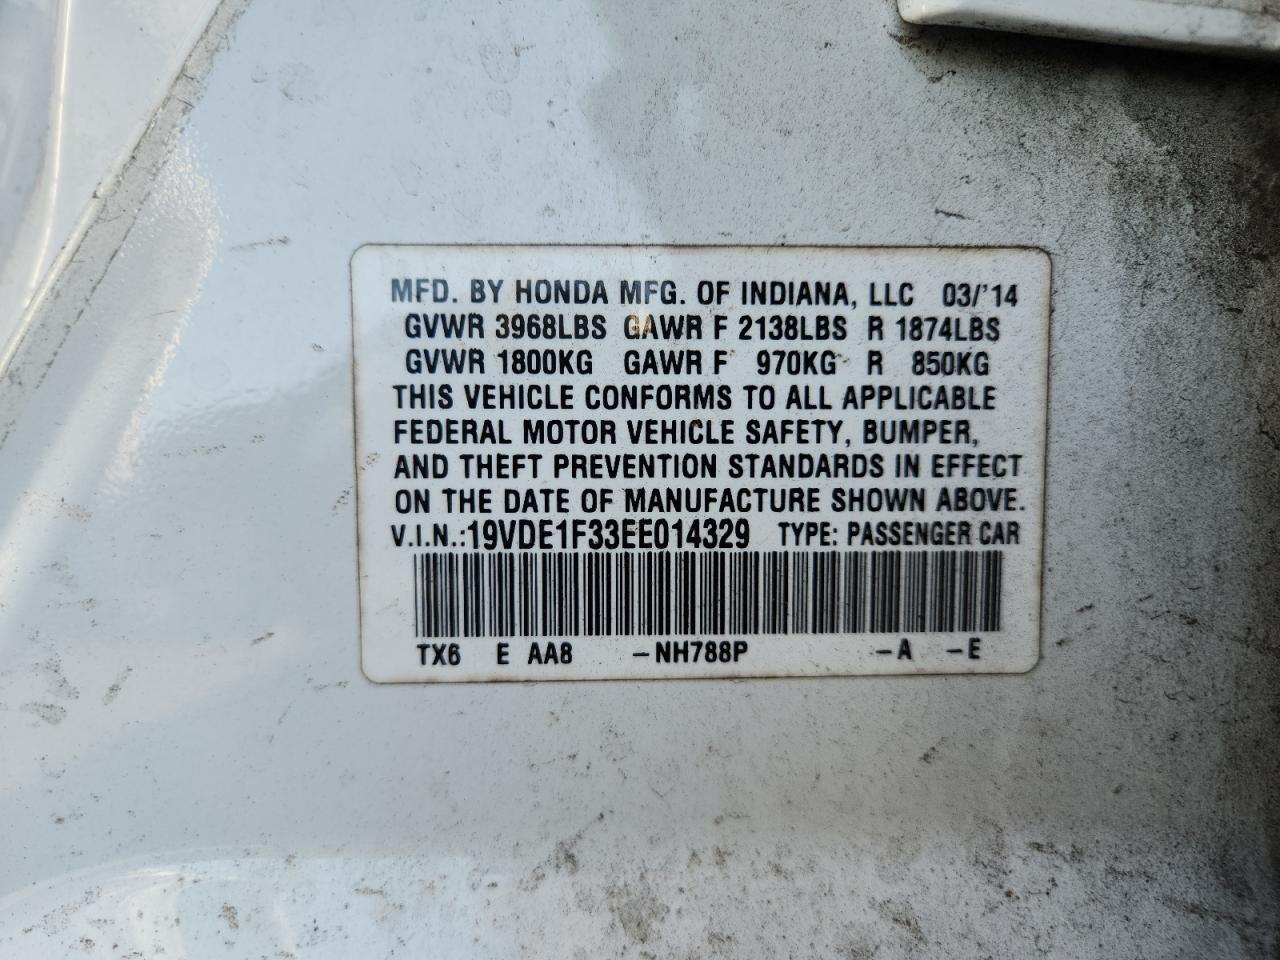 MFD. BY HONDA MFG. OF INDIANA, LLC 03/'14
GVWR 3968LBS GAWR F 2138LBS R 1874LBS
GVWR 1800KG GAWR F 970KG R 850KG
THIS VEHICLE CONFORMS TO ALL APPLICABLE
FEDERAL MOTOR VEHICLE SAFETY, BUMPER,
AND THEFT PREVENTION STANDARDS IN EFFECT
ON THE DATE OF MANUFACTURE SHOWN ABOVE.
V.I.N.:19VDE1F33EE014329 TYPE: PASSENGER CAR
TX6 E AA8 -NH788P -A -E